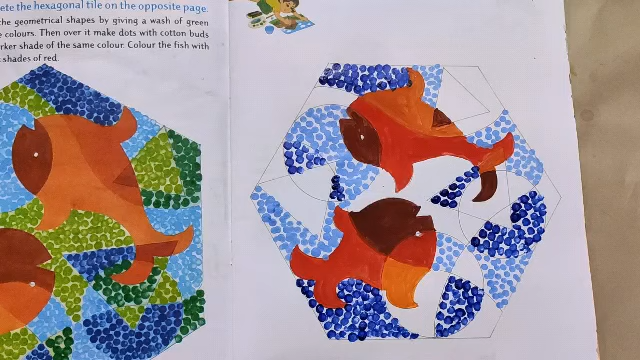 ete the hexagonal tile on the opposite page.
the geometrical shapes by giving a wash of green
colours. Then over it make dots with cotton buds
rker shade of the same colour. Colour the fish with
shades of red.